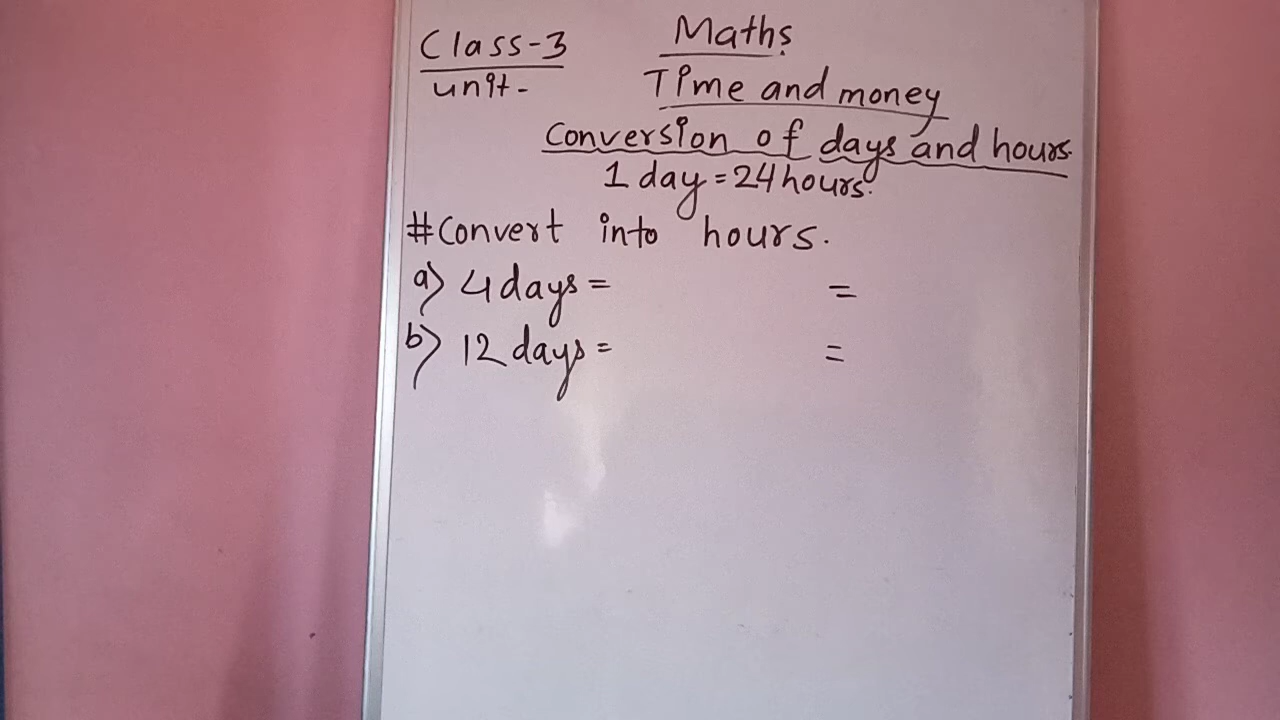 Class-3
Maths
unit-
Time and money
Conversion of days and hours.
1 day = 24 hours.
#Convert into hours.
a) 4 days = =
b) 12 days = =